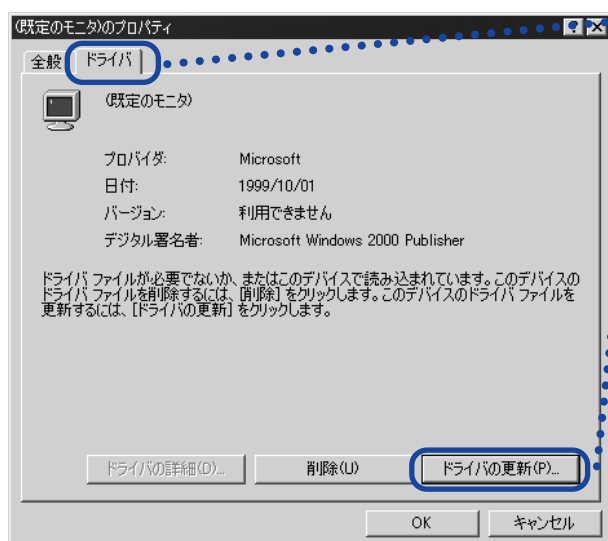 (既定のモニタ)のプロパティ
全般 ドライバ
(既定のモニタ)
プロバイダ: Microsoft
日付: 1999/10/01
バージョン: 利用できません
デジタル署名者: Microsoft Windows 2000 Publisher
ドライバ ファイルが必要でないか、またはこのデバイスで読み込まれています。このデバイスの
ドライバ ファイルを削除するには、[削除] をクリックします。このデバイスのドライバ ファイルを
更新するには、[ドライバの更新] をクリックします。
ドライバの詳細(D)... 削除(U) ドライバの更新(P)...
OK キャンセル